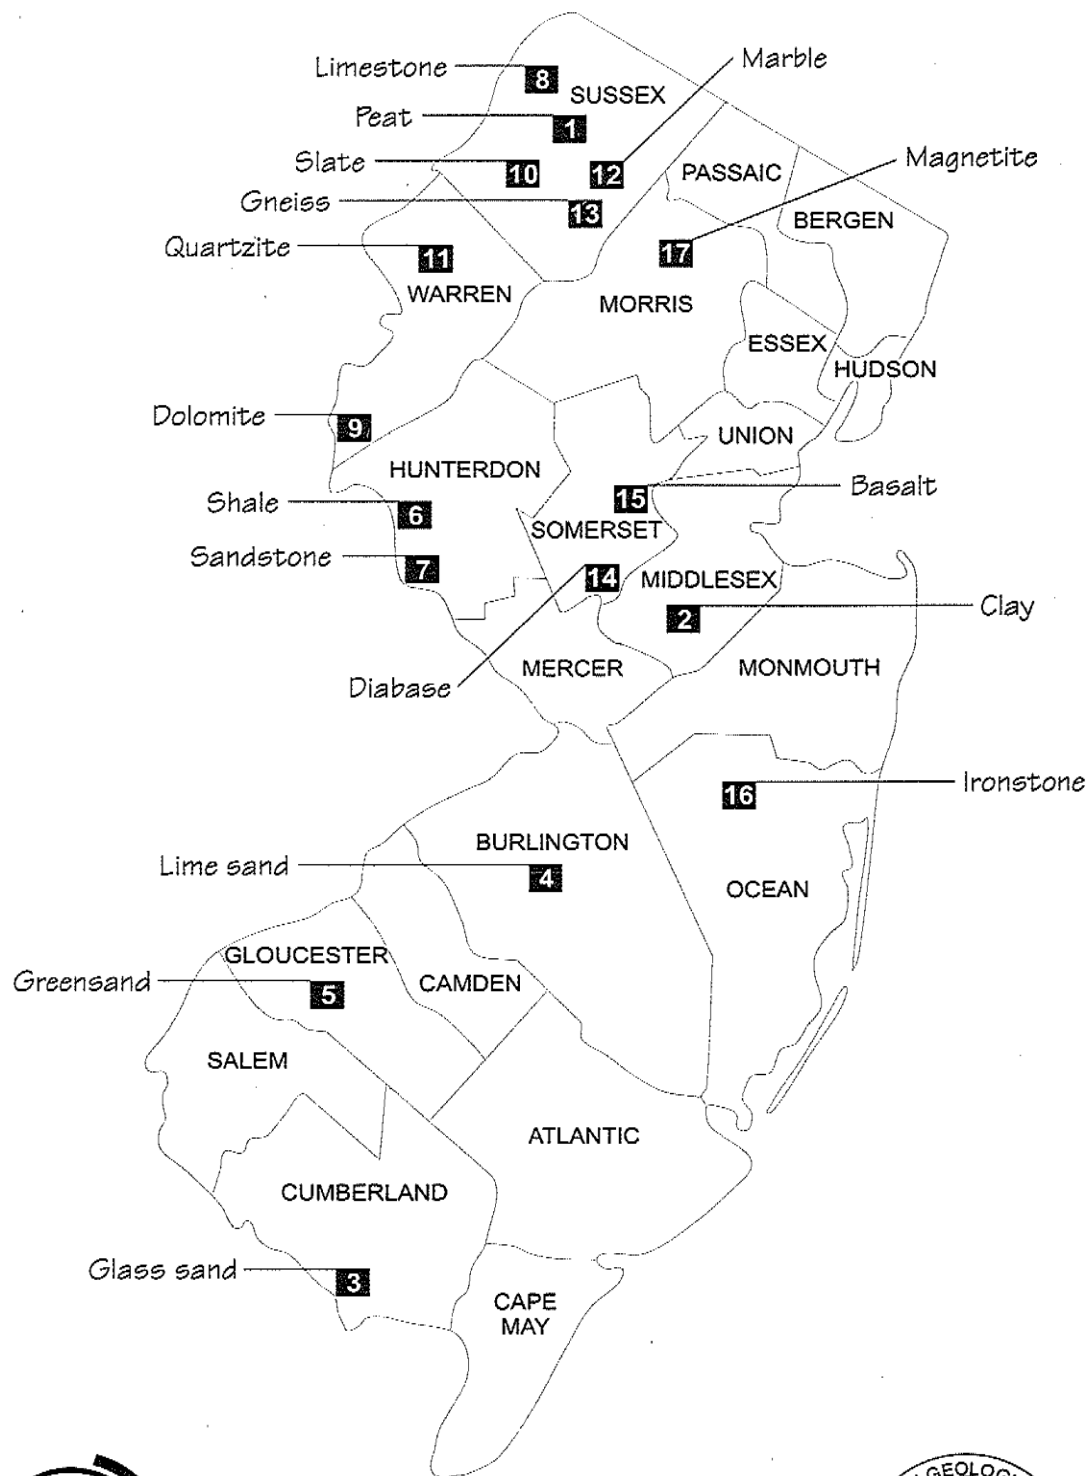 Marble
Limestone
8
SUSSEX
Peat
1
Magnetite
Slate
10
12
PASSAIC
Gneiss
13
BERGEN
Quartzite
11
17
WARREN
MORRIS
ESSEX
HUDSON
Dolomite
9
UNION
HUNTERDON
Basalt
15
Shale
6
SOMERSET
Sandstone
7
14
MIDDLESEX
Clay
2
MERCER
MONMOUTH
Diabase
Ironstone
16
BURLINGTON
Lime sand
4
OCEAN
GLOUCESTER
Greensand
5
CAMDEN
SALEM
ATLANTIC
CUMBERLAND
Glass sand
3
CAPE
MAY